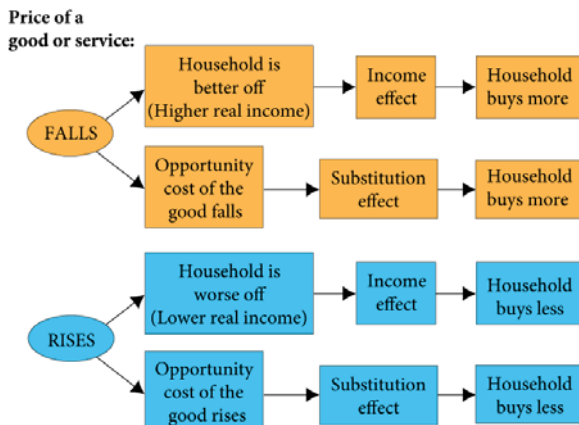 Price of a
good or service:
FALLS
Household is
better off
(Higher real income)
Income
effect
Household
buys more
Opportunity
cost of the
good falls
Substitution
effect
Household
buys more
RISES
Household is
worse off
(Lower real income)
Income
effect
Household
buys less
Opportunity
cost of the
good rises
Substitution
effect
Household
buys less